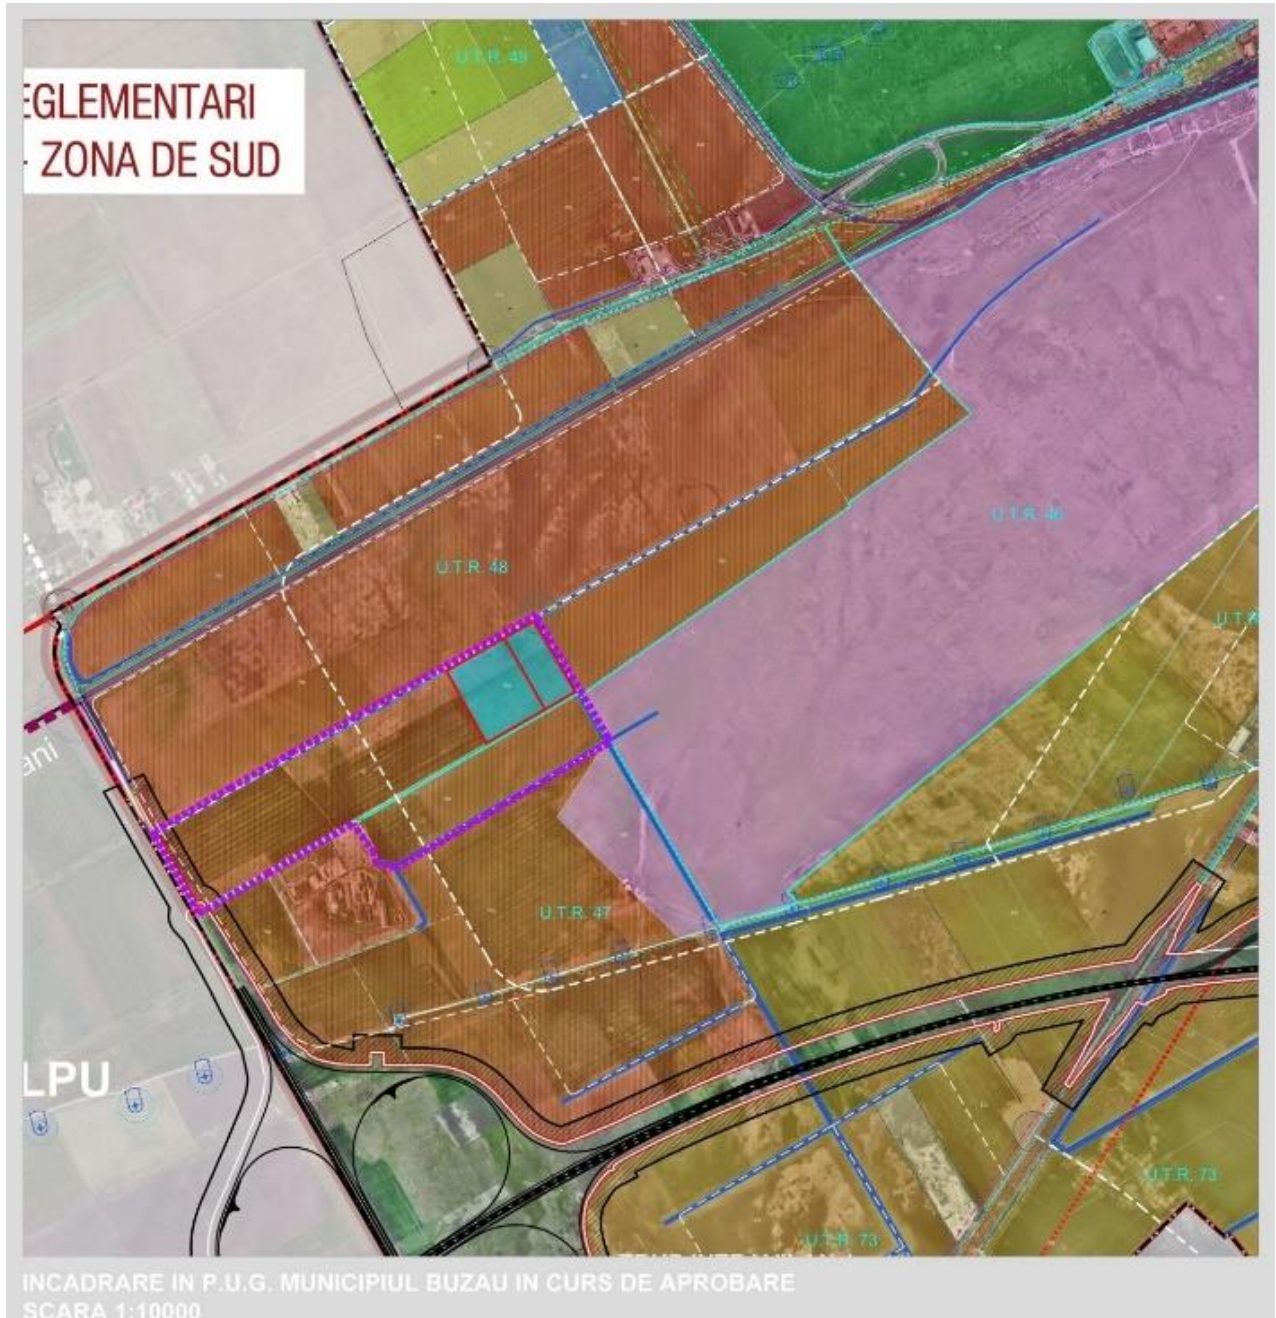 U.T.R. 49
EGLEMENTARI
- ZONA DE SUD
U.T.R. 46
U.T.R. 48
ani
U.T.R. 47
LPU
U.T.R. 73
U.T.R. 73
INCADRARE IN P.U.G. MUNICIPIUL BUZAU IN CURS DE APROBARE
SCARA 1:10000